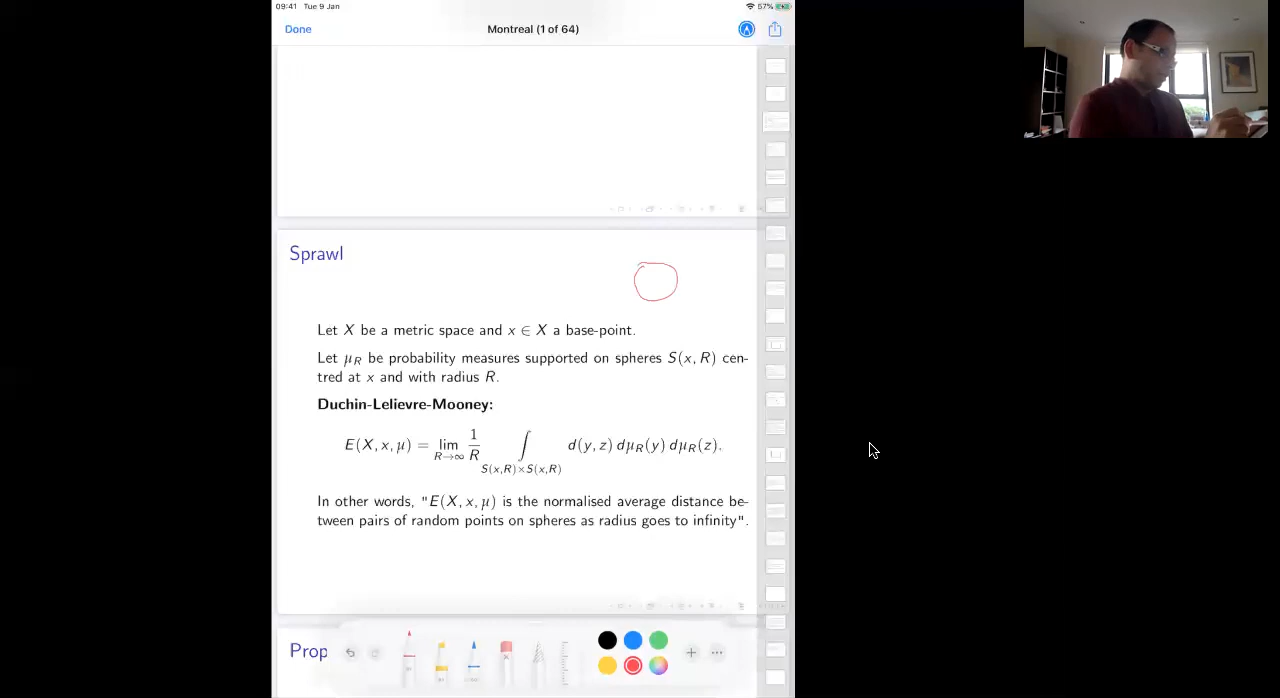 09:41 Tue 9 Jan
57%
Done
Montreal (1 of 64)
Sprawl
Let X be a metric space and x ∈ X a base-point.
Let μ_R be probability measures supported on spheres S(x, R) cen-
tred at x and with radius R.
Duchin-Lelievre-Mooney:
E(X, x, μ) = lim_{R→∞} 1/R ∫_{S(x,R)×S(x,R)} d(y, z) dμ_R(y) dμ_R(z).
In other words, "E(X, x, μ) is the normalised average distance be-
tween pairs of random points on spheres as radius goes to infinity".
Prop